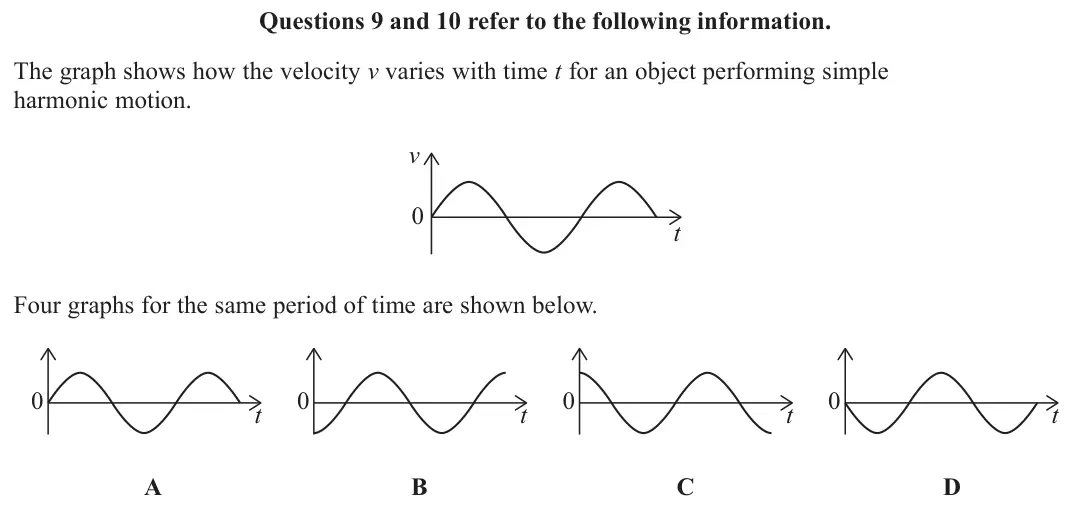 Questions 9 and 10 refer to the following information.
The graph shows how the velocity v varies with time t for an object performing simple
harmonic motion.
v
0
t
Four graphs for the same period of time are shown below.
0 t 0 t 0 t 0 t
A B C D